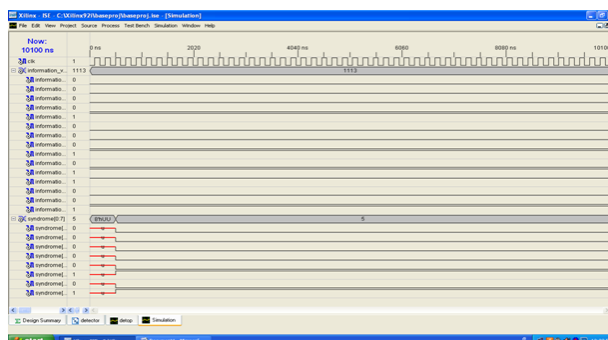 Xilinx - ISE - C:\Xilinx92i\baseproj\baseproj.ise - [Simulation]
File Edit View Project Source Process Test Bench Simulation Window Help
Now:
10100 ns
0 ns 2020 4040 ns 6060 8080 ns 1010
clk 1
information_v... 1113 1113
informatio... 0
informatio... 0
informatio... 0
informatio... 1
informatio... 0
informatio... 0
informatio... 0
informatio... 1
informatio... 0
informatio... 1
informatio... 1
informatio... 0
informatio... 0
informatio... 1
syndrome[0:7] 5 8'hUU 5
syndrome[... 0
syndrome[... 0
syndrome[... 0
syndrome[... 0
syndrome[... 0
syndrome[... 1
syndrome[... 0
syndrome[... 1
Design Summary detector detop Simulation
start